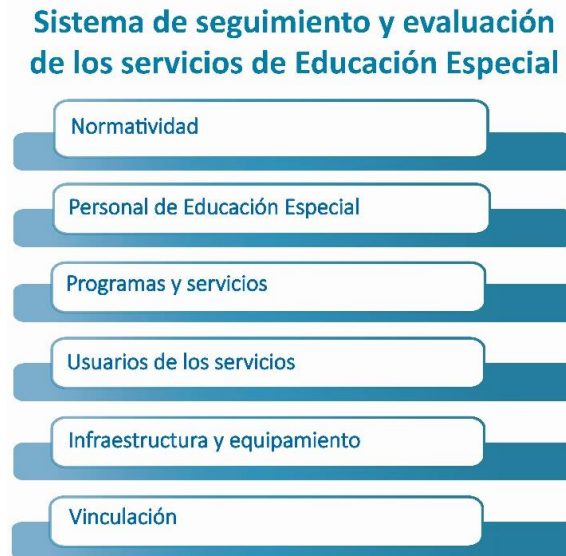 Sistema de seguimiento y evaluación
de los servicios de Educación Especial
Normatividad
Personal de Educación Especial
Programas y servicios
Usuarios de los servicios
Infraestructura y equipamiento
Vinculación